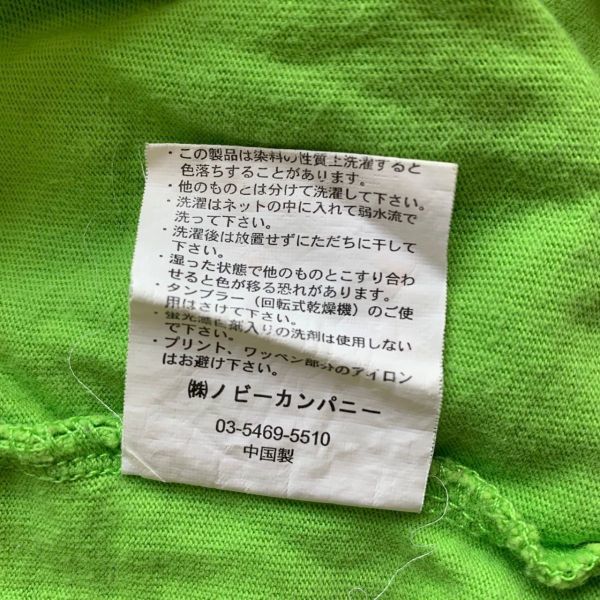 ・この製品は染料の性質上洗濯すると
色落ちすることがあります。
・他のものとは分けて洗濯して下さい。
・洗濯はネットの中に入れて弱水流で
洗って下さい。
・洗濯後は放置せずにただちに干して
下さい。
・湿った状態で他のものとこすり合わ
せると色が移る恐れがあります。
・タンブラー(回転式乾燥機)のご使
用はさけて下さい。
・蛍光増白部入りの洗剤は使用しない
で下さい。
・プリント、ワッペン部分のアイロン
はお避け下さい。
㈱ノビーカンパニー
03-5469-5510
中国製